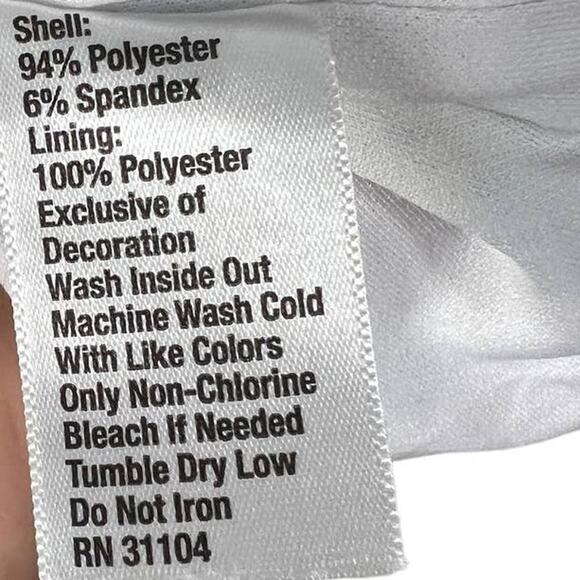 Shell:
94% Polyester
6% Spandex
Lining:
100% Polyester
Exclusive of
Decoration
Wash Inside Out
Machine Wash Cold
With Like Colors
Only Non-Chlorine
Bleach If Needed
Tumble Dry Low
Do Not Iron
RN 31104